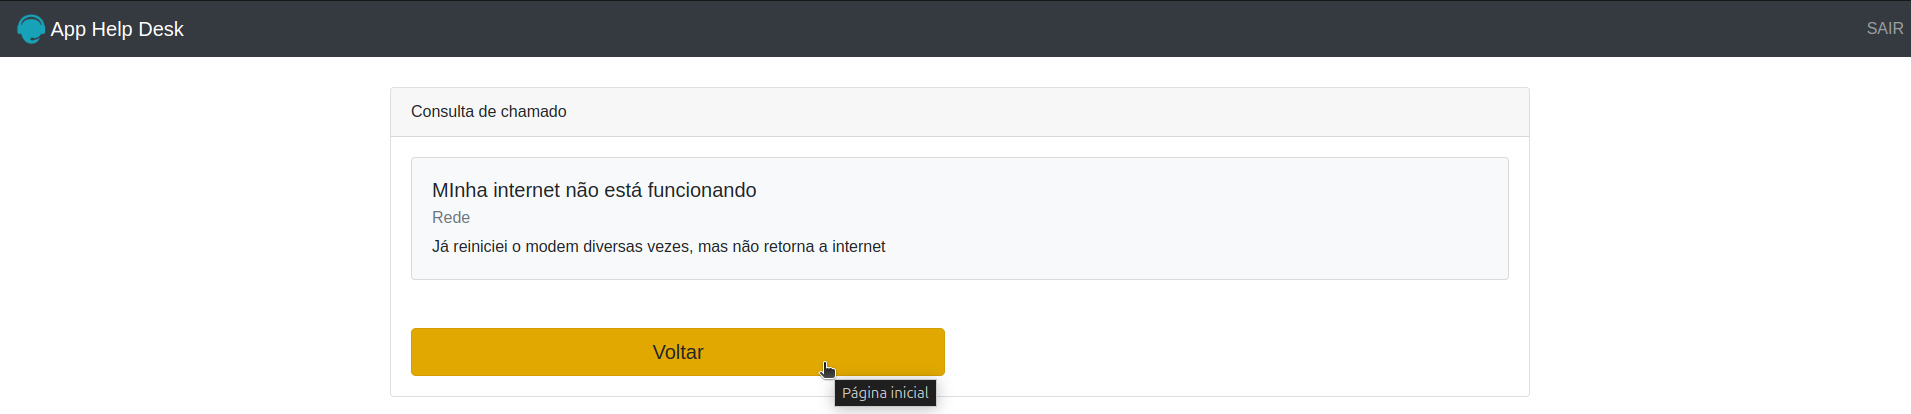 App Help Desk
SAIR
Consulta de chamado
MInha internet não está funcionando
Rede
Já reiniciei o modem diversas vezes, mas não retorna a internet
Voltar
Página inicial